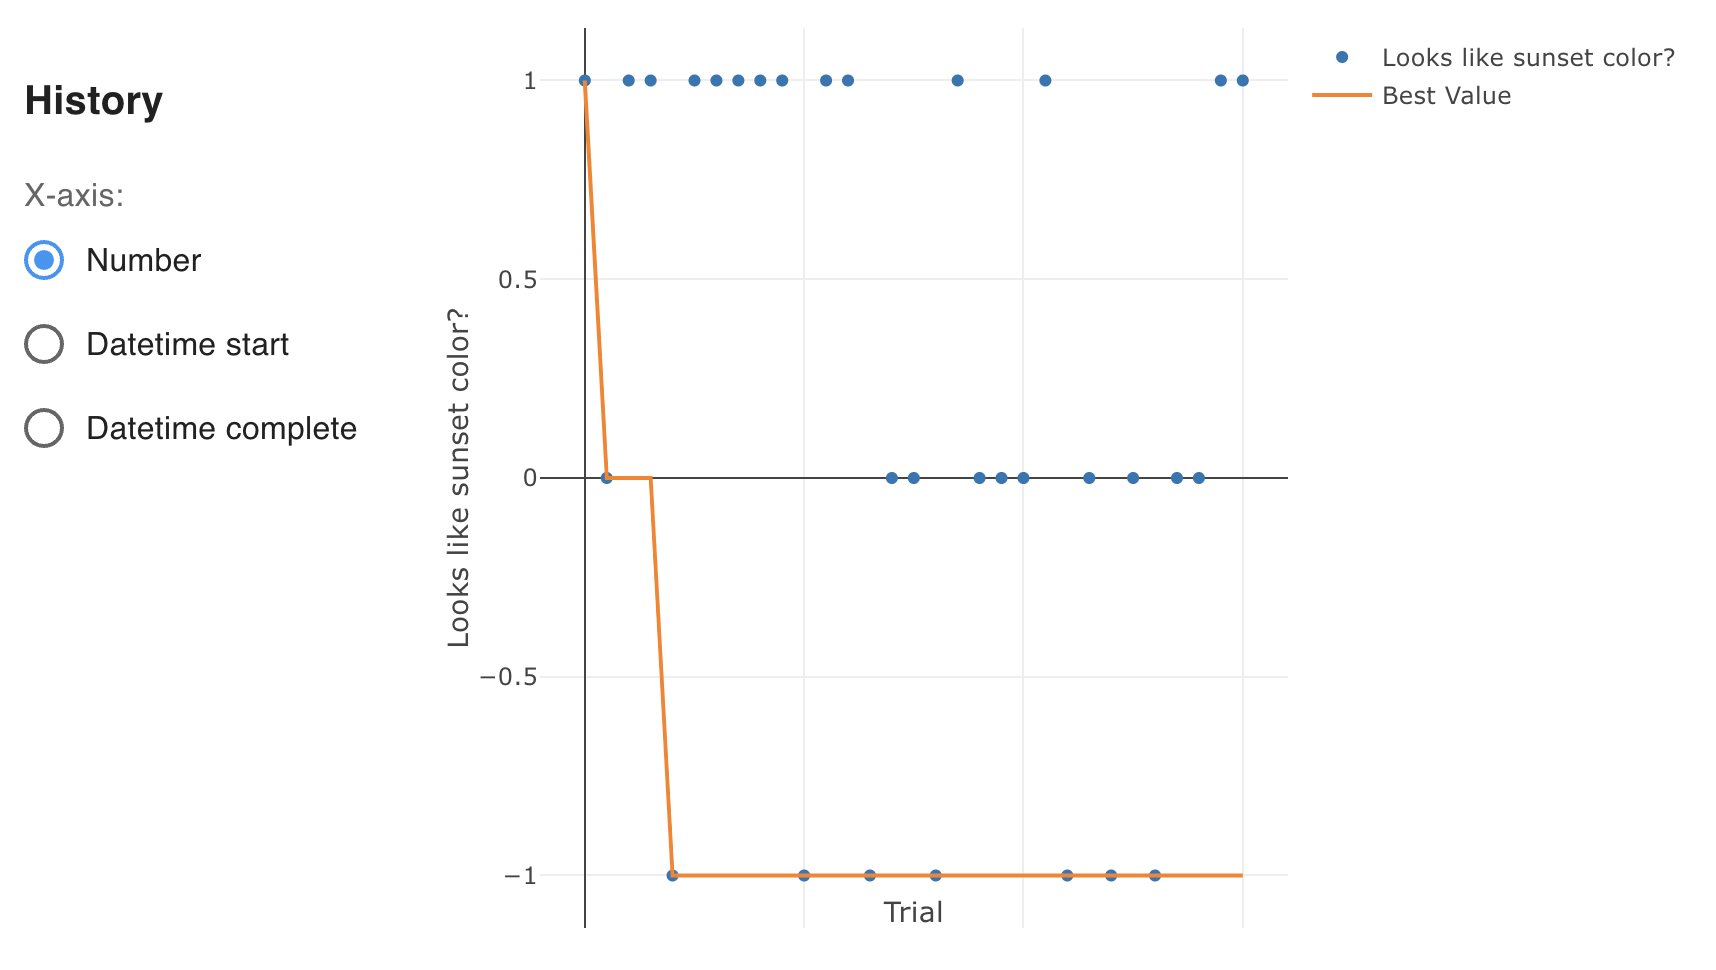 History
X-axis:
Number
Datetime start
Datetime complete
Looks like sunset color?
1
0.5
0
−0.5
−1
Trial
Looks like sunset color?
Best Value